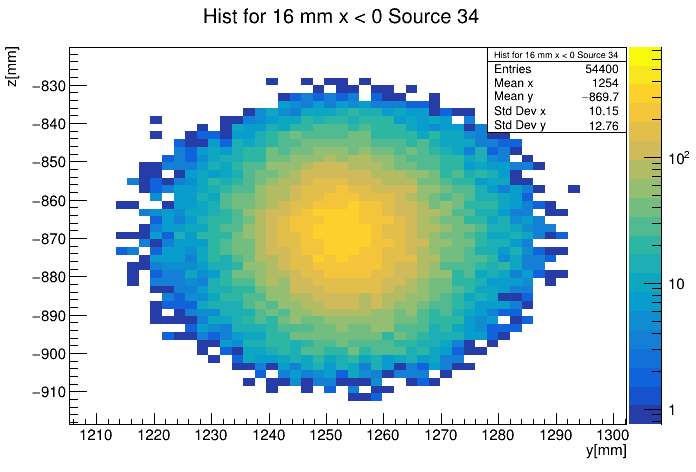 Hist for 16 mm x < 0 Source 34
z[mm]
Hist for 16 mm x < 0 Source 34
Entries 54400
Mean x 1254
Mean y −869.7
Std Dev x 10.15
Std Dev y 12.76
−830
−840
−850
−860
−870
−880
−890
−900
−910
10²
10
1
1210 1220 1230 1240 1250 1260 1270 1280 1290 1300
y[mm]